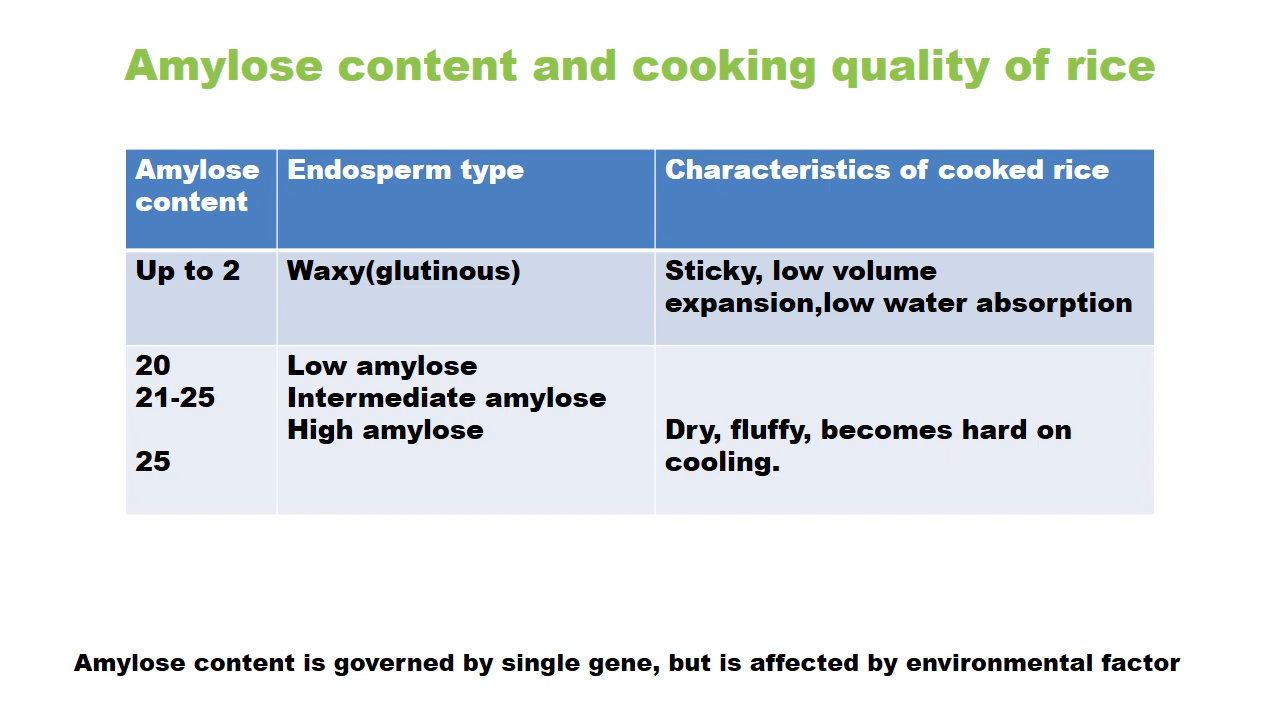 Amylose content and cooking quality of rice
Amylose
content
Endosperm type
Characteristics of cooked rice
Up to 2
Waxy(glutinous)
Sticky, low volume
expansion,low water absorption
20
21-25
25
Low amylose
Intermediate amylose
High amylose
Dry, fluffy, becomes hard on
cooling.
Amylose content is governed by single gene, but is affected by environmental factor